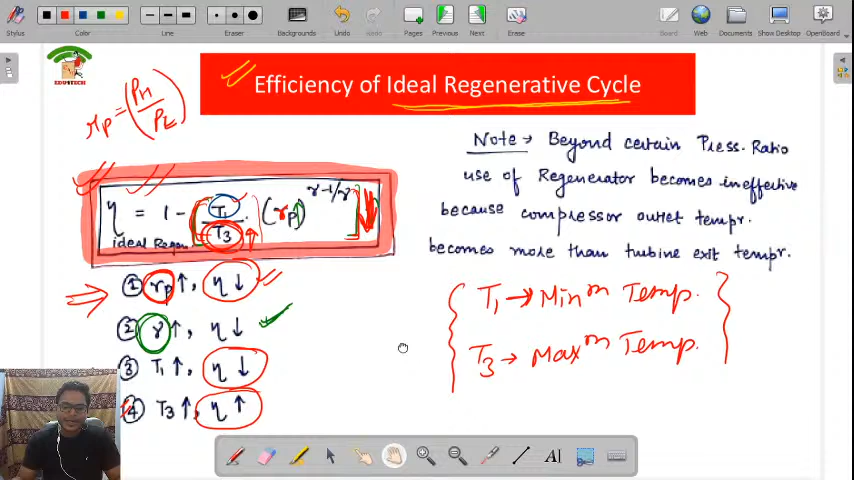 Stylus
Color
Line
Eraser
Backgrounds
Undo
Redo
Pages
Previous
Next
Erase
Board
Web
Documents
Show Desktop
OpenBoard
EDU4TECH
Efficiency of Ideal Regenerative Cycle
rp = (PH/PL)
η ideal Regen. = 1 - [T1/T3 · (rp)^γ-1/γ]
① rp ↑, η ↓
② γ ↑, η ↓
③ T1 ↑, η ↓
④ T3 ↑, η ↑
Note → Beyond certain Press. Ratio
use of Regenerator becomes ineffective
because compressor outlet tempr.
becomes more than turbine exit tempr.
T1 → Minm Temp.
T3 → Maxm Temp.